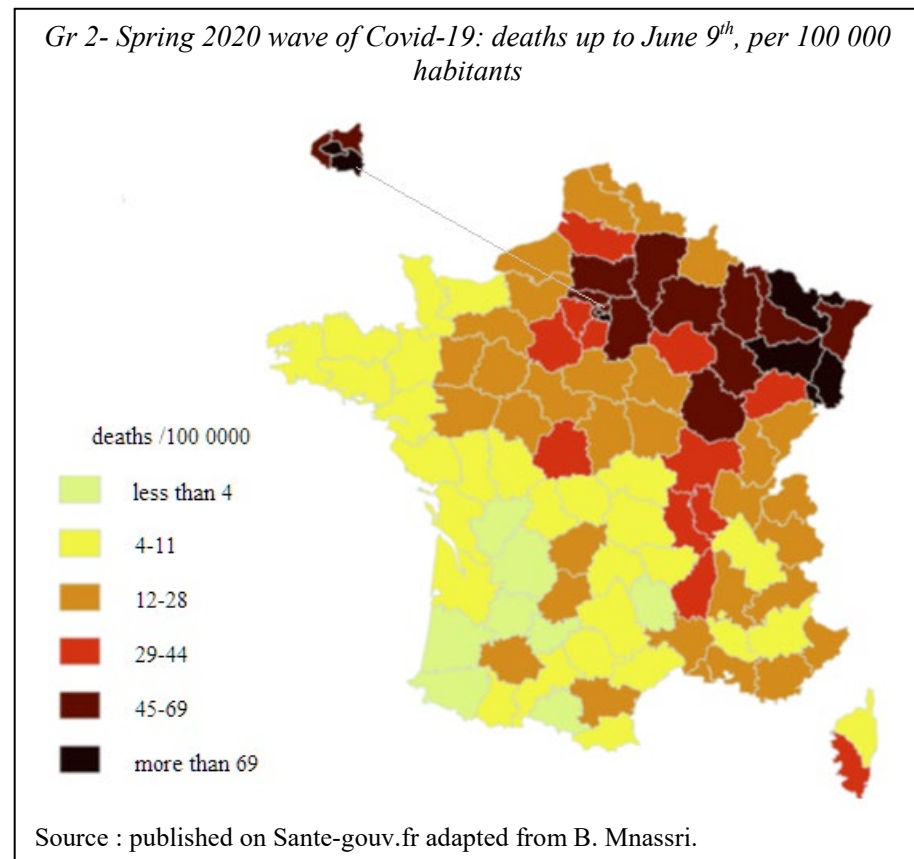 Gr 2- Spring 2020 wave of Covid-19: deaths up to June 9th, per 100 000
habitants
deaths /100 0000
less than 4
4-11
12-28
29-44
45-69
more than 69
Source : published on Sante-gouv.fr adapted from B. Mnassri.